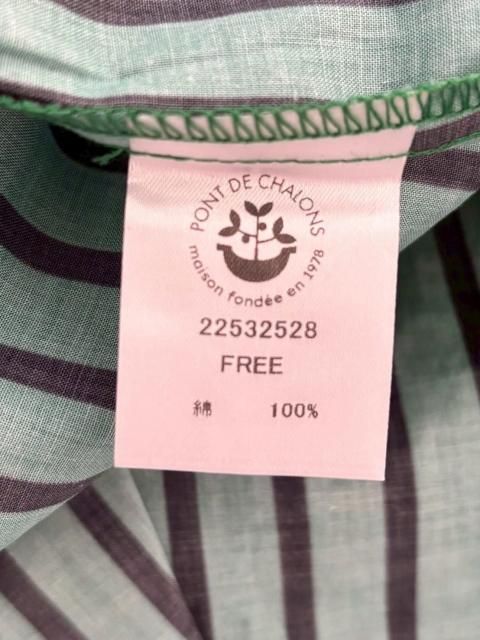 PONT DE CHALONS
maison fondée en 1978
22532528
FREE
綿 100%